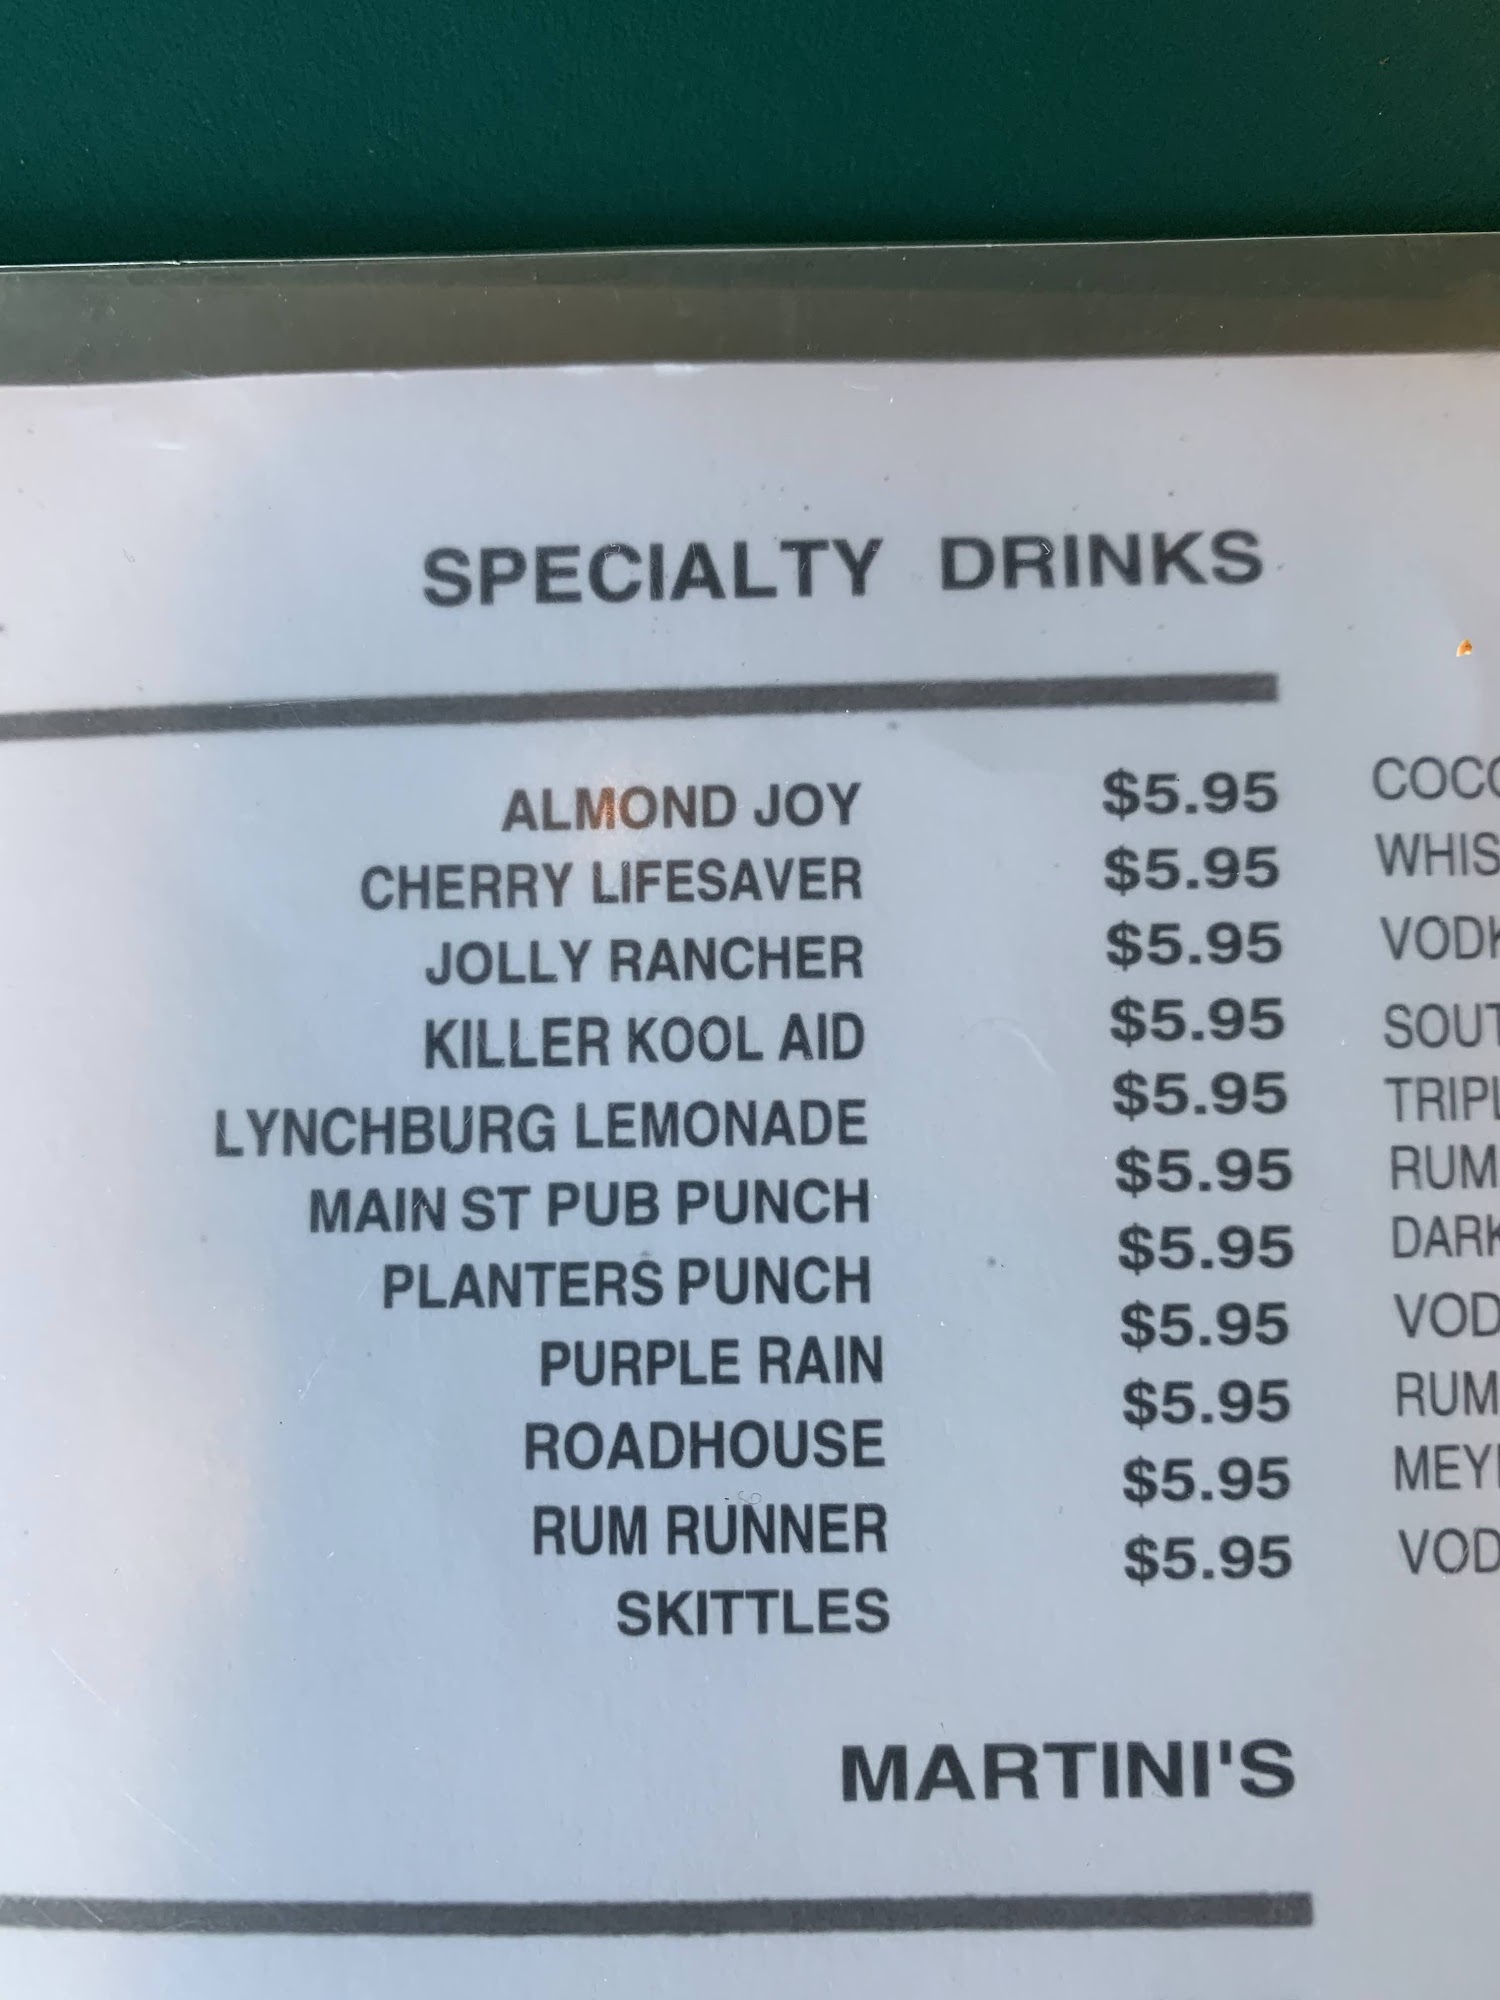 SPECIALTY DRINKS
ALMOND JOY $5.95
CHERRY LIFESAVER $5.95
JOLLY RANCHER $5.95
KILLER KOOL AID $5.95
LYNCHBURG LEMONADE $5.95
MAIN ST PUB PUNCH $5.95 RUM
PLANTERS PUNCH $5.95 DARK
PURPLE RAIN $5.95
ROADHOUSE $5.95 RUM
RUM RUNNER $5.95
SKITTLES $5.95
MARTINI'S